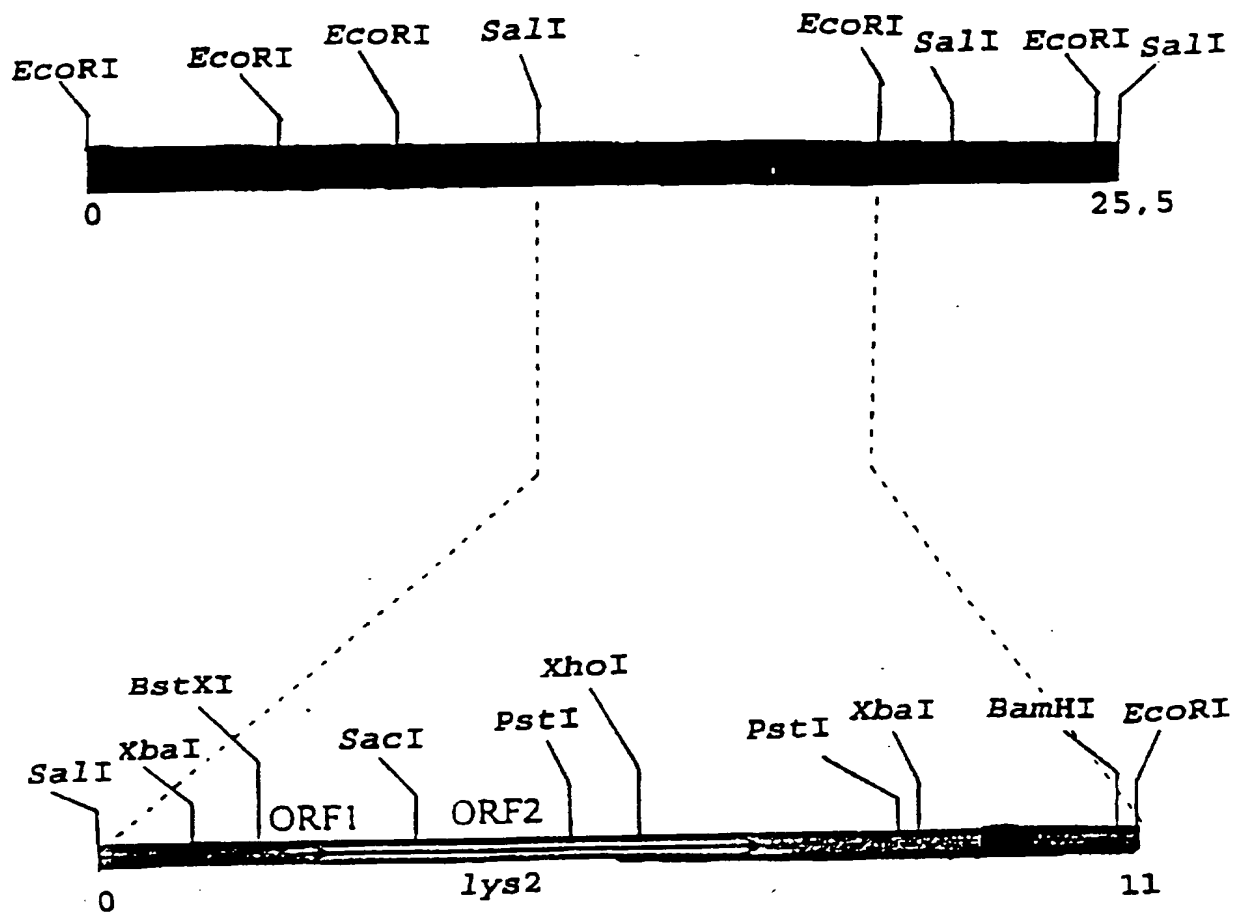 EcoRI EcoRI EcoRI SalI EcoRI SalI EcoRI SalI
0 25,5
SalI XbaI BstXI SacI PstI XhoI PstI XbaI BamHI EcoRI
ORF1 ORF2
0 lys2 11